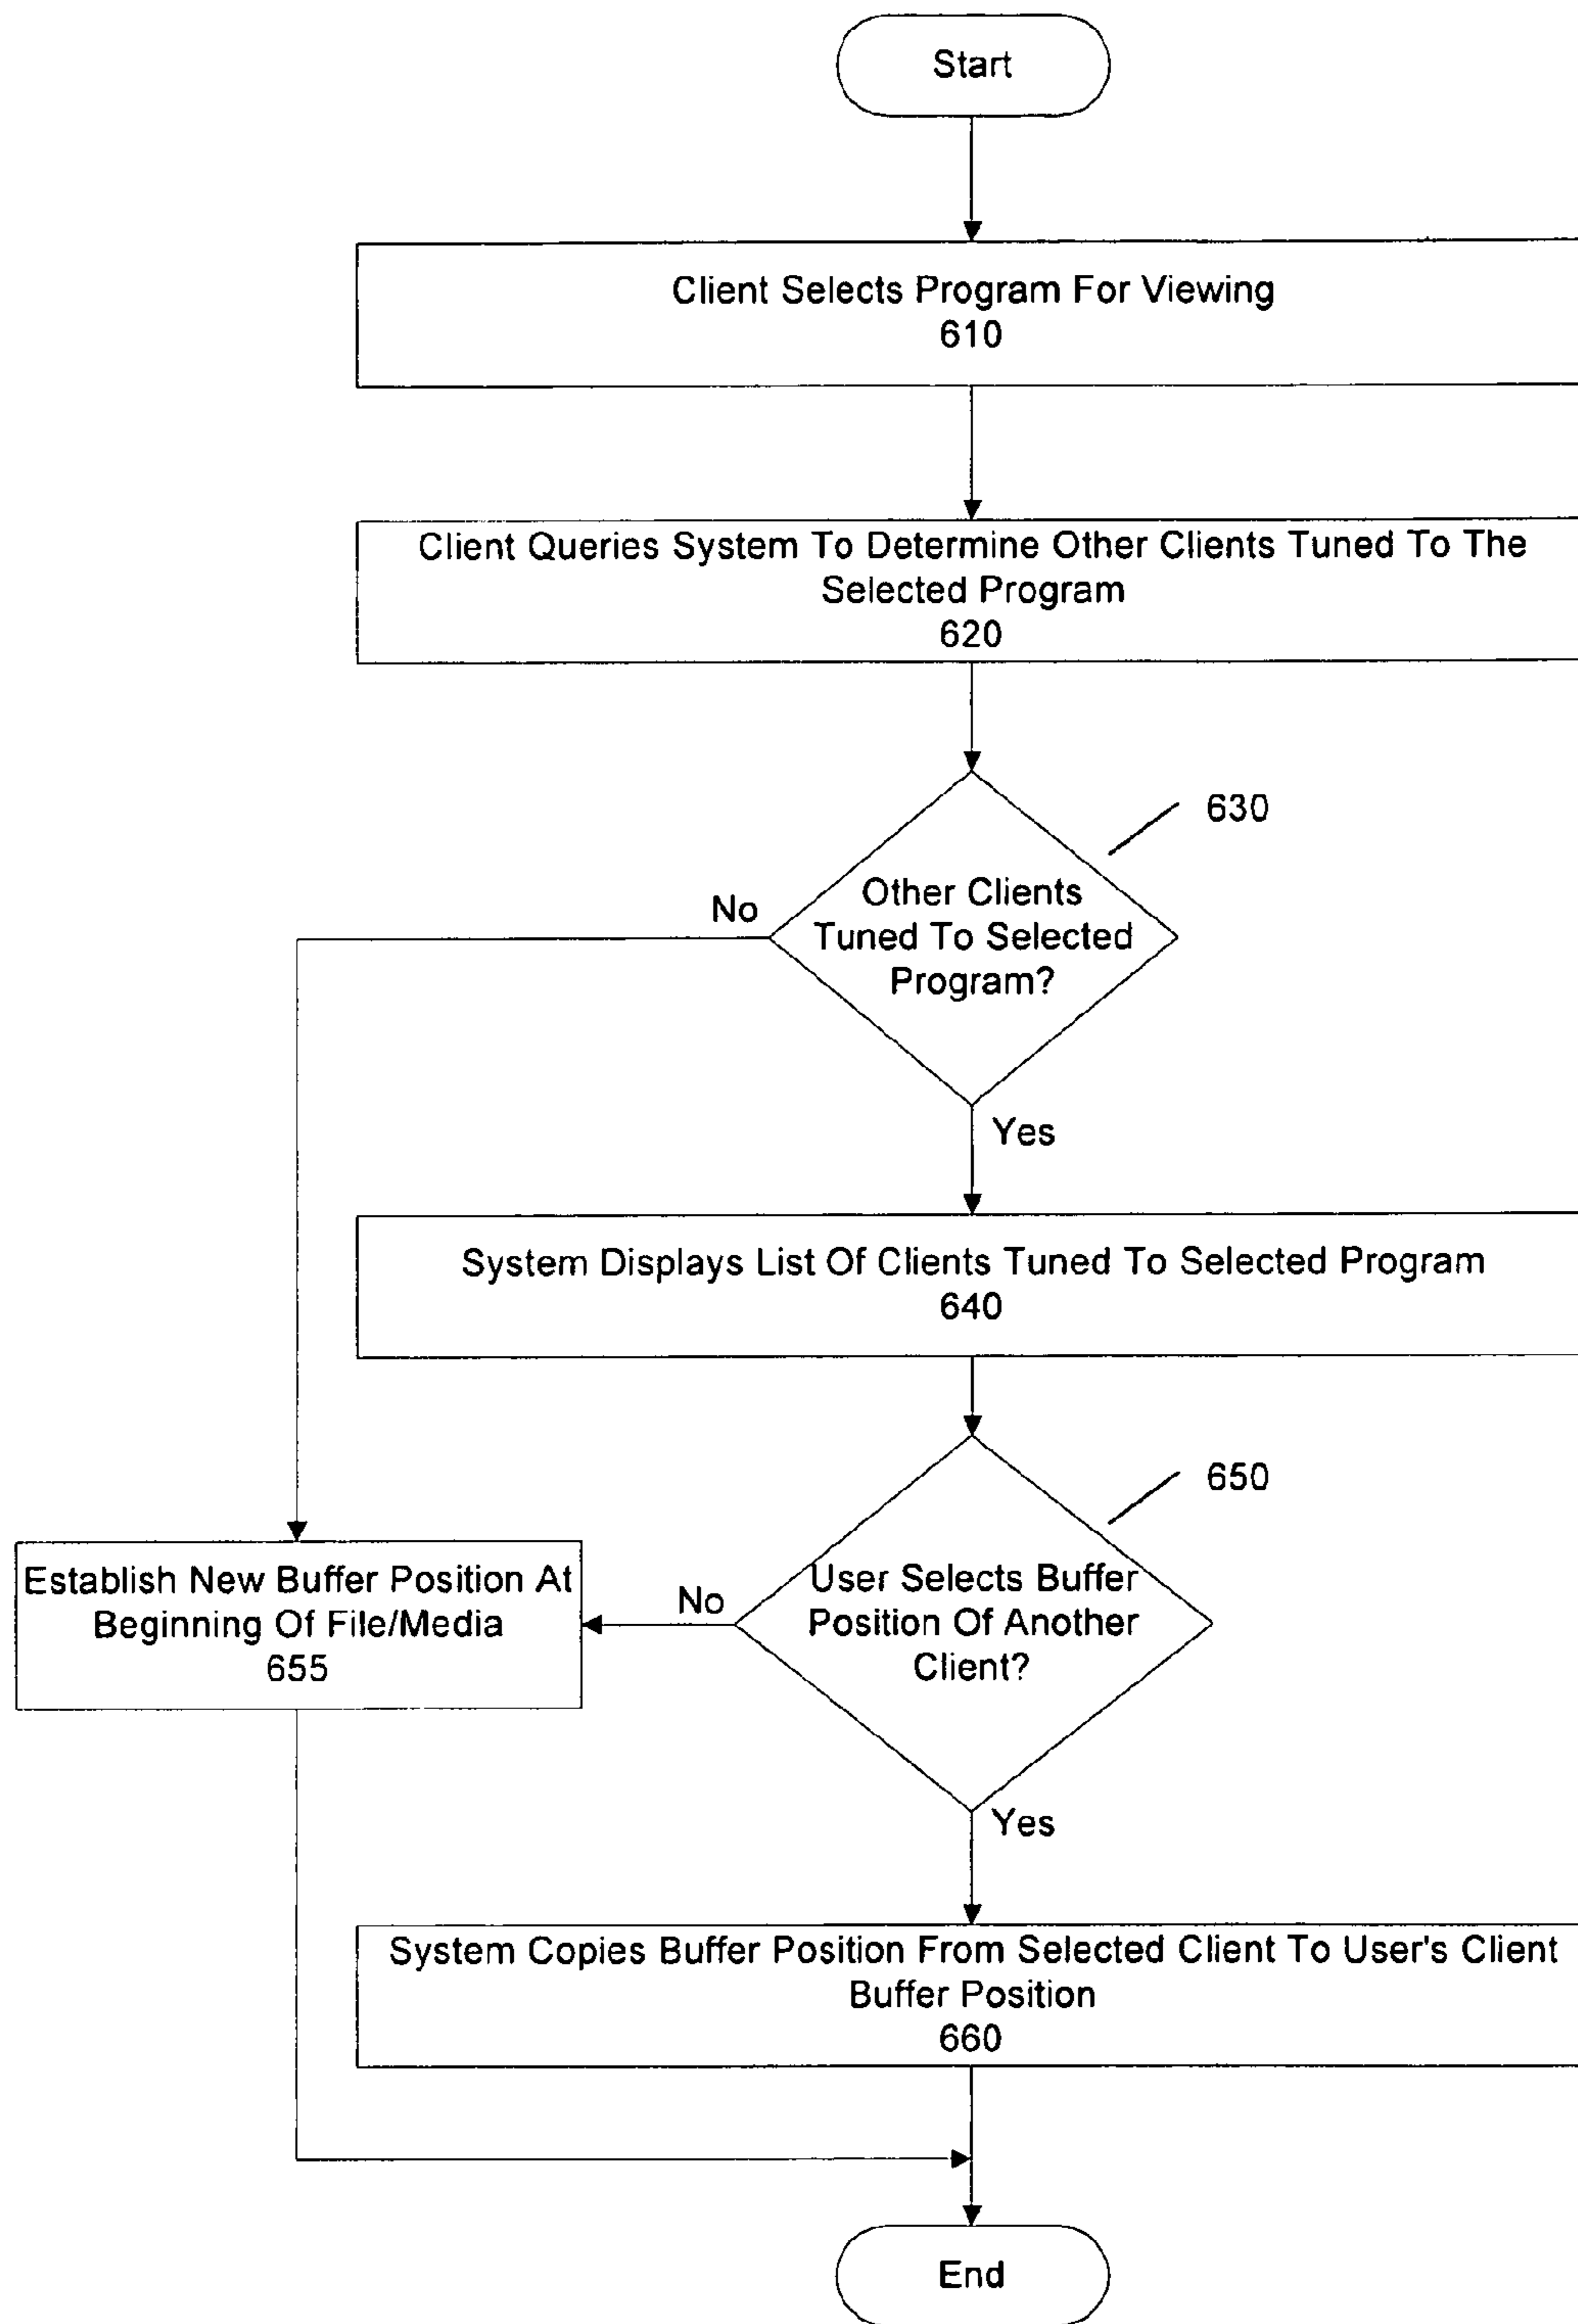 Start
Client Selects Program For Viewing
610
Client Queries System To Determine Other Clients Tuned To The
Selected Program
620
630
Other Clients
Tuned To Selected
Program?
No
Yes
System Displays List Of Clients Tuned To Selected Program
640
650
User Selects Buffer
Position Of Another
Client?
No
Establish New Buffer Position At
Beginning Of File/Media
655
Yes
System Copies Buffer Position From Selected Client To User's Client
Buffer Position
660
End